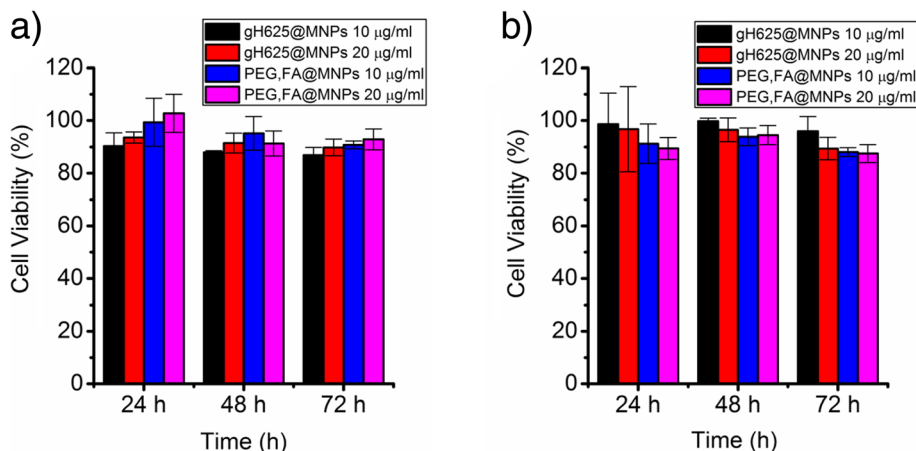 a)
gH625@MNPs 10 μg/ml
gH625@MNPs 20 μg/ml
PEG,FA@MNPs 10 μg/ml
PEG,FA@MNPs 20 μg/ml
120
100
80
60
40
20
0
Cell Viability (%)
24 h 48 h 72 h
Time (h)
b)
gH625@MNPs 10 μg/ml
gH625@MNPs 20 μg/ml
PEG,FA@MNPs 10 μg/ml
PEG,FA@MNPs 20 μg/ml
120
100
80
60
40
20
0
Cell Viability (%)
24 h 48 h 72 h
Time (h)